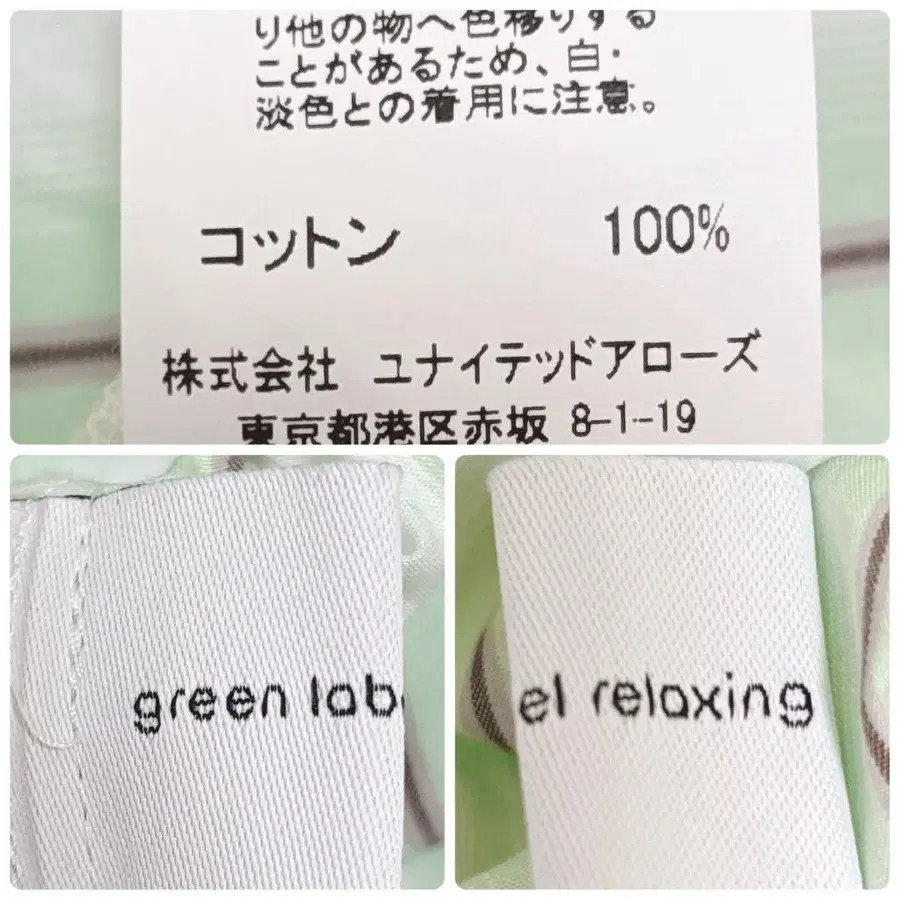 り他の物へ色移りする
ことがあるため、白・
淡色との着用に注意。
コットン 100%
株式会社 ユナイテッドアローズ
東京都港区赤坂 8-1-19
green lab
el relaxing